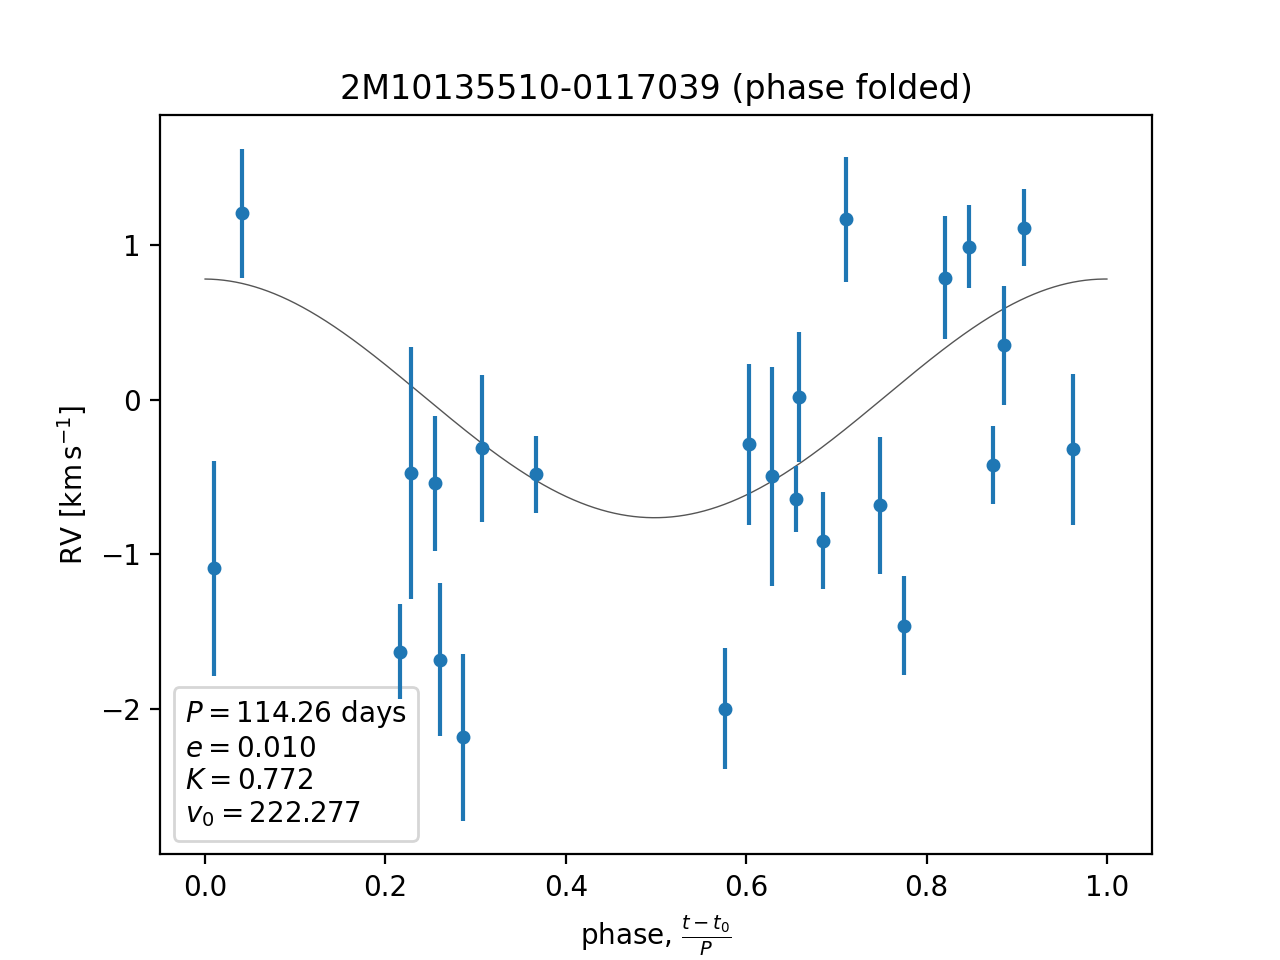 2M10135510-0117039 (phase folded)
RV [km s⁻¹]
1
0
−1
−2
P = 114.26 days
e = 0.010
K = 0.772
v₀ = 222.277
0.0 0.2 0.4 0.6 0.8 1.0
phase, (t − t₀)/P